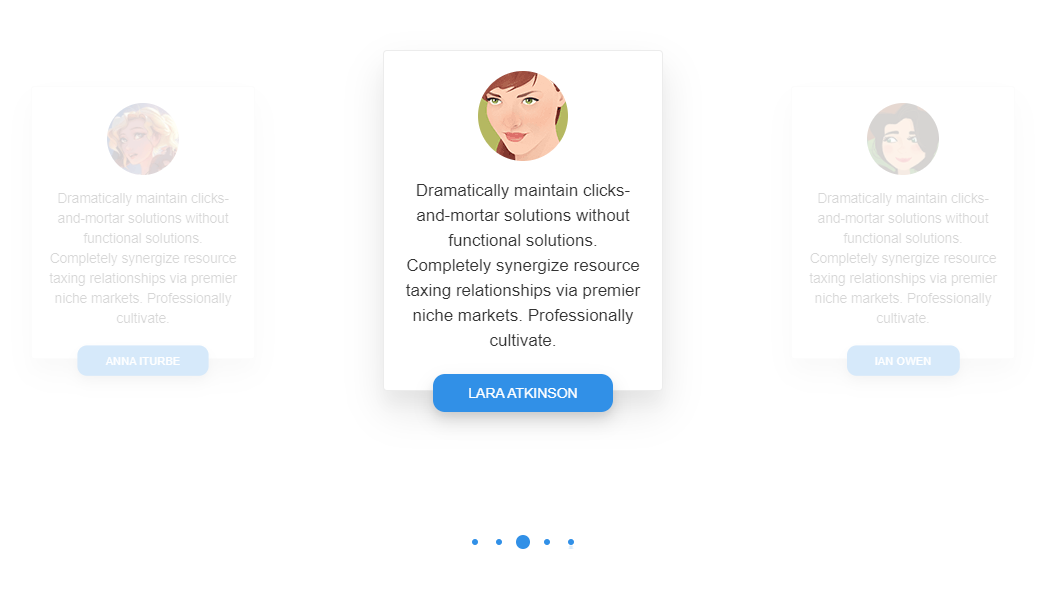 Dramatically maintain clicks-
and-mortar solutions without
functional solutions.
Completely synergize resource
taxing relationships via premier
niche markets. Professionally
cultivate.
ANNA ITURBE
Dramatically maintain clicks-
and-mortar solutions without
functional solutions.
Completely synergize resource
taxing relationships via premier
niche markets. Professionally
cultivate.
LARA ATKINSON
Dramatically maintain clicks-
and-mortar solutions without
functional solutions.
Completely synergize resource
taxing relationships via premier
niche markets. Professionally
cultivate.
IAN OWEN